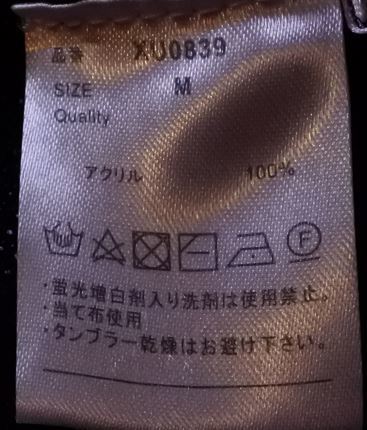 品番 XU0839
SIZE M
Quality
アクリル 100%
F
・蛍光増白剤入り洗剤は使用禁止。
・当て布使用
・タンブラー乾燥はお避け下さい。